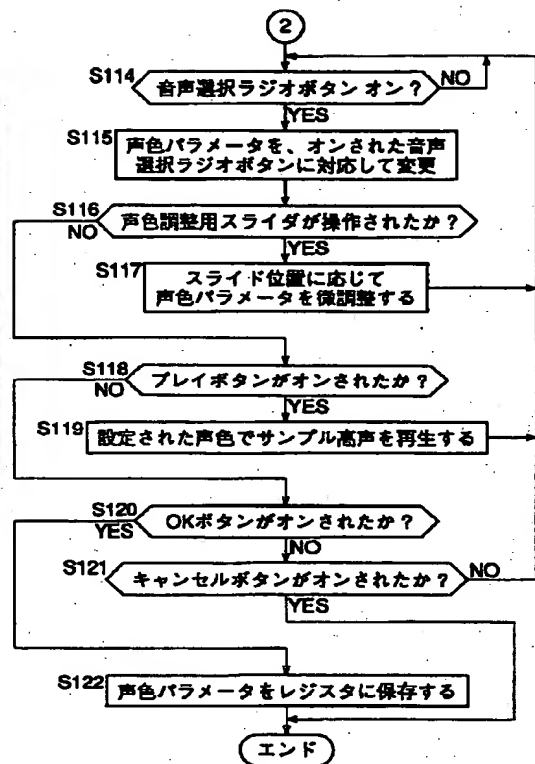 2
S114 音声選択ラジオボタン オン？ NO
YES
S115 声色パラメータを、オンされた音声
選択ラジオボタンに対応して変更
S116 声色調整用スライダが操作されたか？
NO YES
S117 スライド位置に応じて
声色パラメータを微調整する
S118 プレイボタンがオンされたか？
NO YES
S119 設定された声色でサンプル高声を再生する
S120 OKボタンがオンされたか？
YES NO
S121 キャンセルボタンがオンされたか？ NO
YES
S122 声色パラメータをレジスタに保存する
エンド